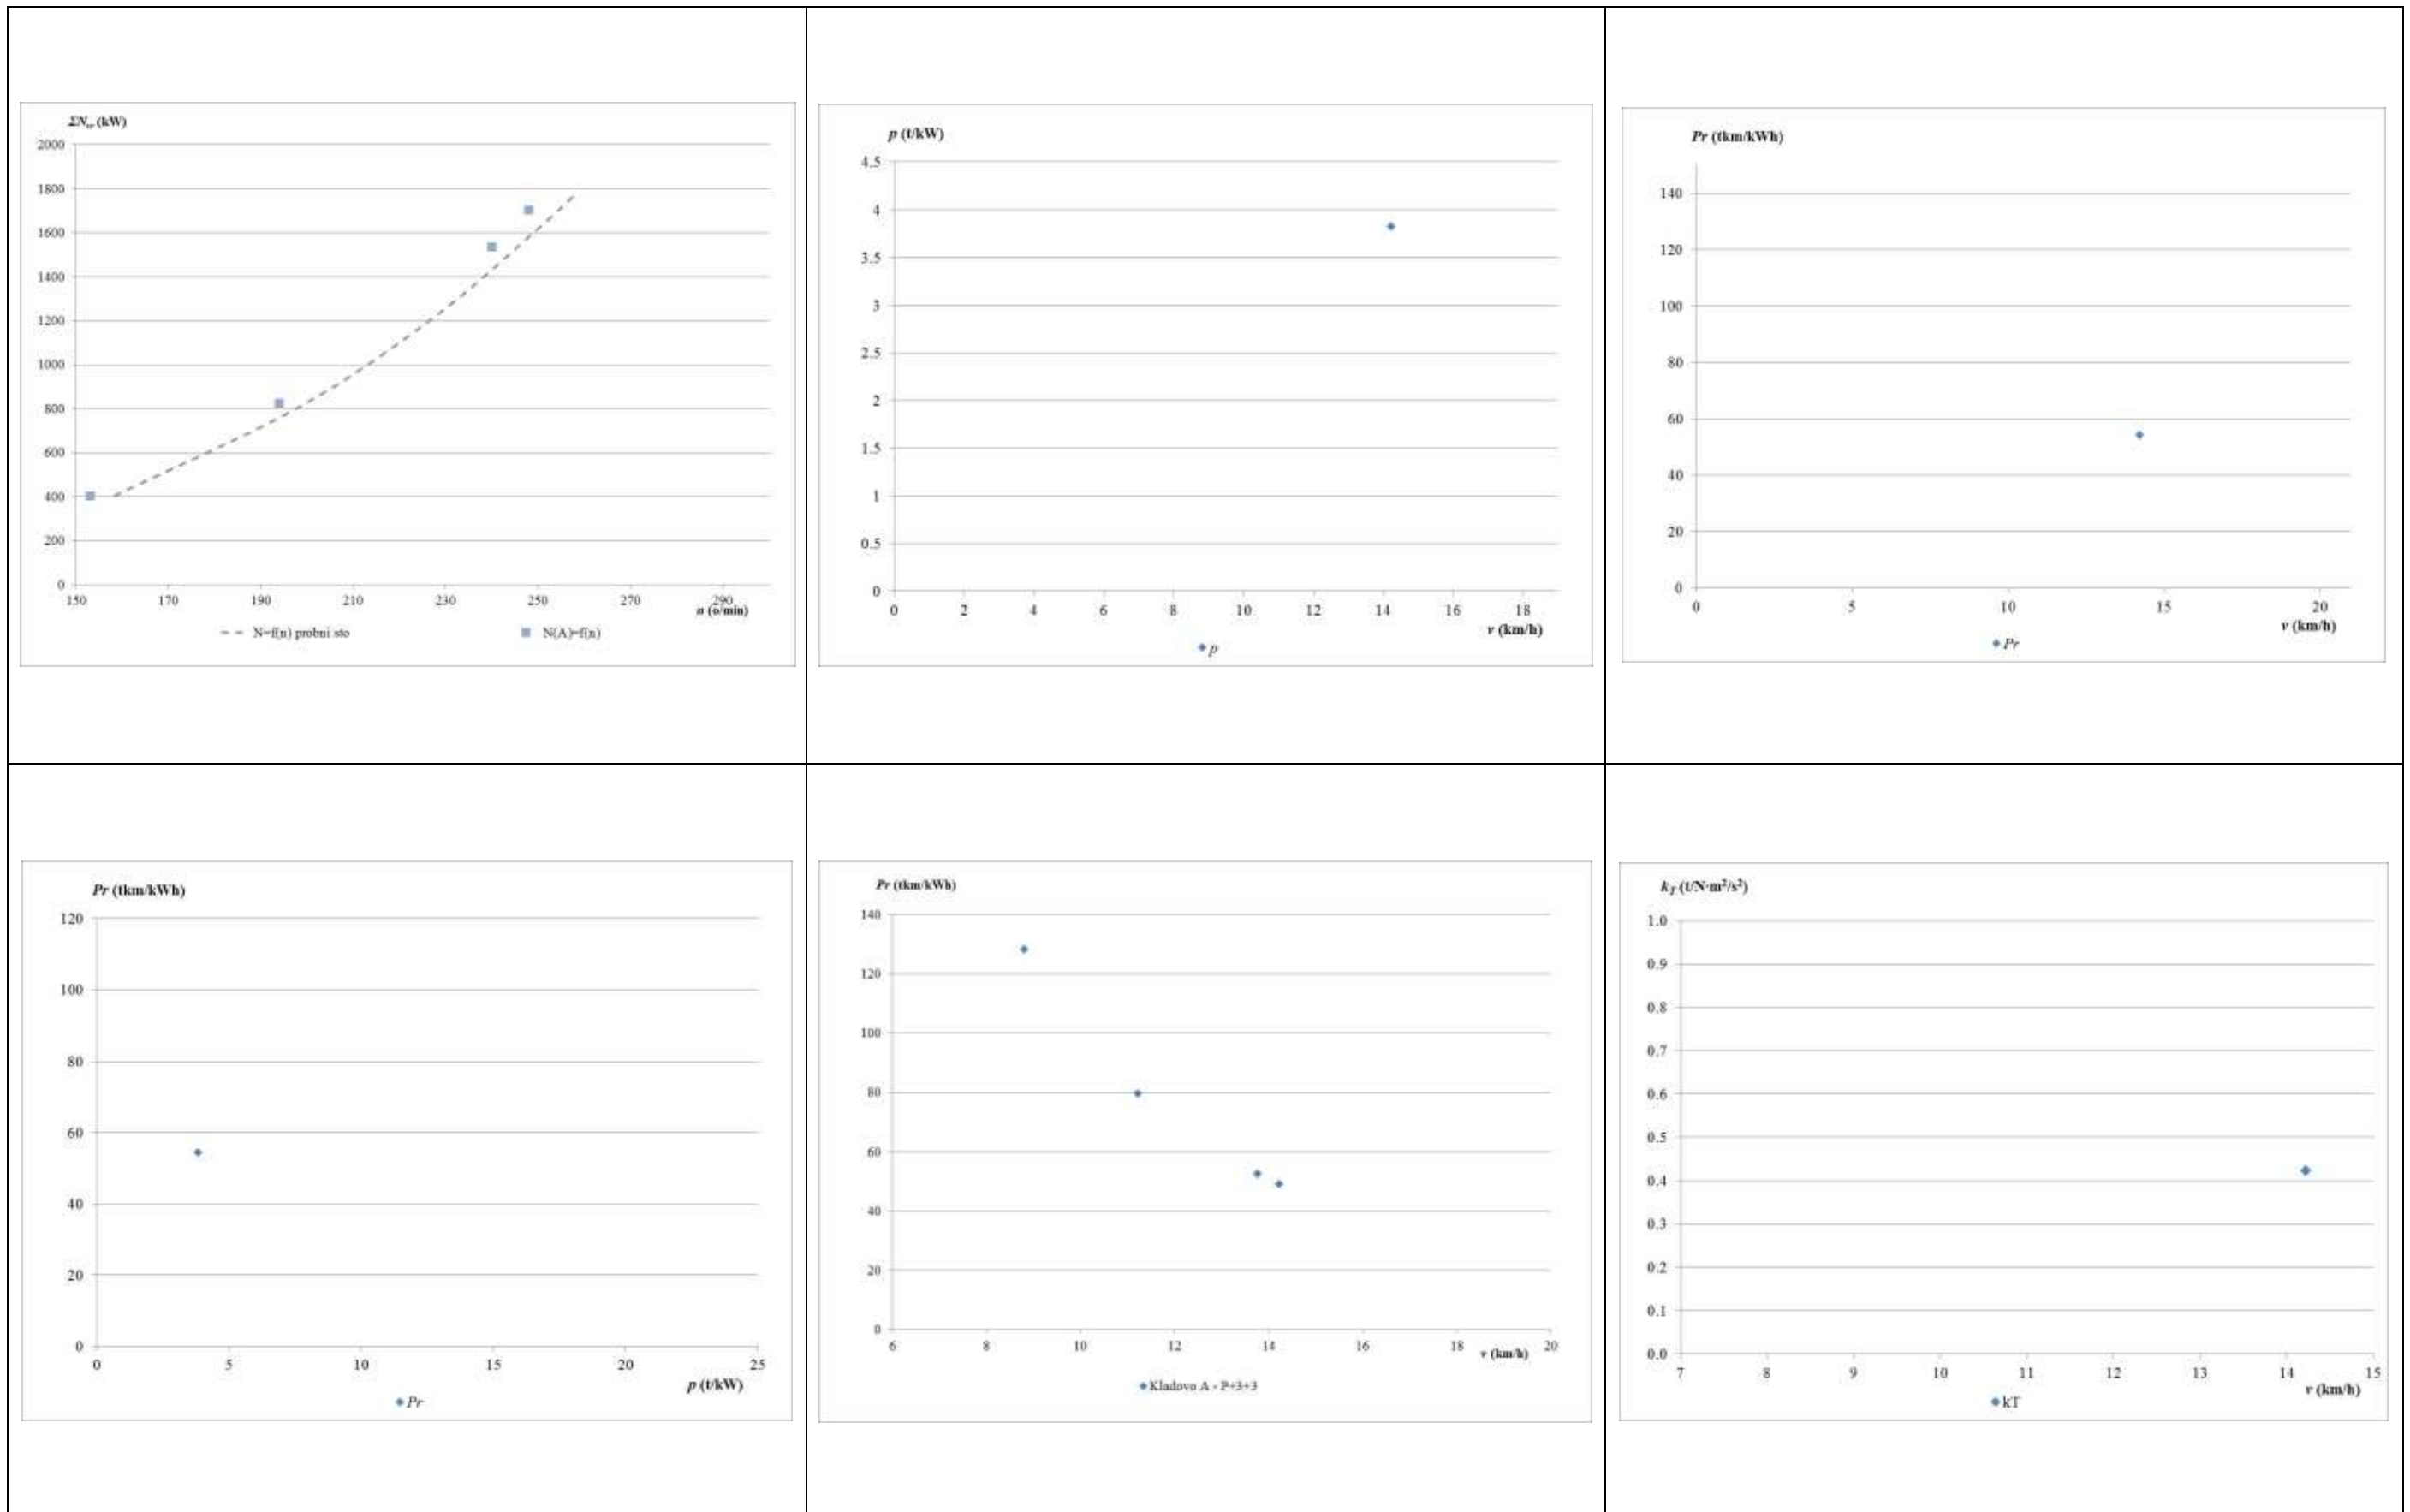 ΣNₑᵣ (kW)
2000
1800
1600
1400
1200
1000
800
600
400
200
0
150 170 190 210 230 250 270 290
n (o/min)
N=f(n) probni sto N(A)=f(n)
p (t/kW)
4.5
4
3.5
3
2.5
2
1.5
1
0.5
0
0 2 4 6 8 10 12 14 16 18
v (km/h)
p
Pr (tkm/kWh)
140
120
100
80
60
40
20
0
0 5 10 15 20
v (km/h)
Pr
Pr (tkm/kWh)
120
100
80
60
40
20
0
0 5 10 15 20 25
p (t/kW)
Pr
Pr (tkm/kWh)
140
120
100
80
60
40
20
0
6 8 10 12 14 16 18 20
v (km/h)
Kladovo A - P+3+3
k_T (t/N·m²/s²)
1.0
0.9
0.8
0.7
0.6
0.5
0.4
0.3
0.2
0.1
0.0
7 8 9 10 11 12 13 14 15
v (km/h)
kT